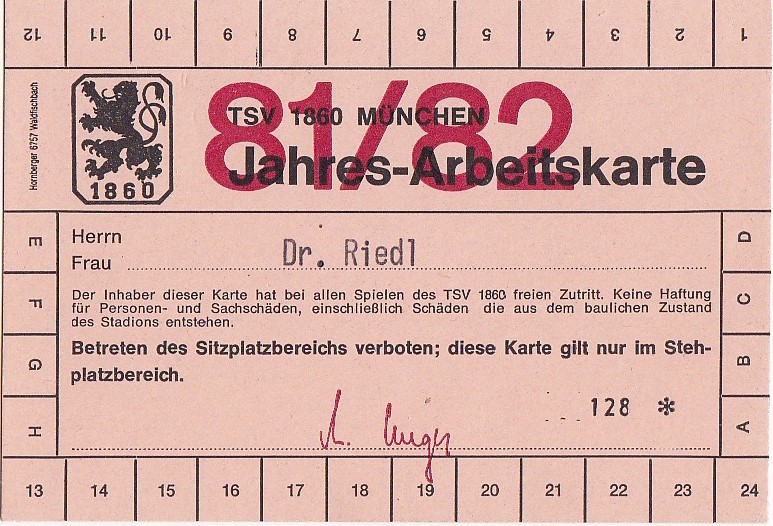 12 11 10 9 8 7 6 5 4 3 2 1
Hornberger 6757 Waldfischbach
1860
81/82
TSV 1860 MÜNCHEN
Jahres-Arbeitskarte
E
F
G
H
D
C
B
A
Herrn
Frau Dr. Riedl
Der Inhaber dieser Karte hat bei allen Spielen des TSV 1860 freien Zutritt. Keine Haftung
für Personen- und Sachschäden, einschließlich Schäden die aus dem baulichen Zustand
des Stadions entstehen.
Betreten des Sitzplatzbereichs verboten; diese Karte gilt nur im Steh-
platzbereich.
128 *
13 14 15 16 17 18 19 20 21 22 23 24